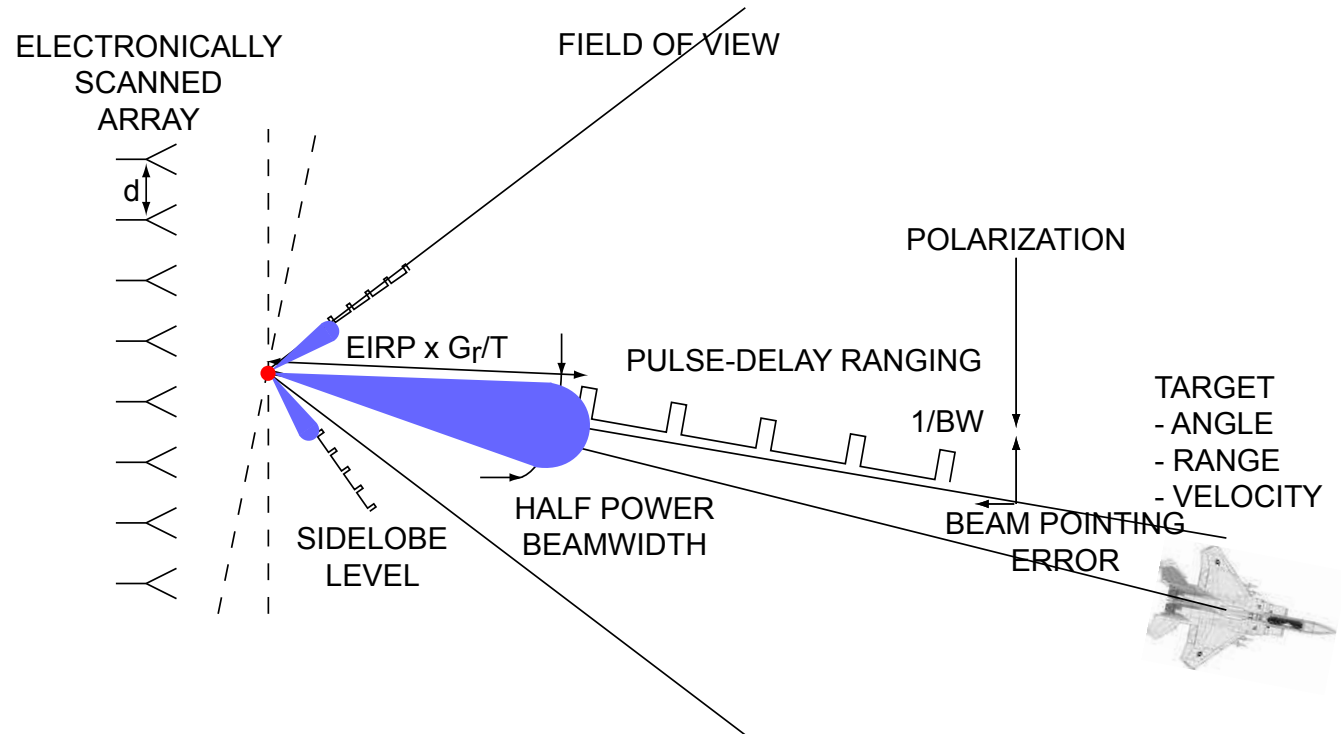 ELECTRONICALLY
SCANNED
ARRAY
d
FIELD OF VIEW
POLARIZATION
EIRP x Gr/T
PULSE-DELAY RANGING
1/BW
TARGET
- ANGLE
- RANGE
- VELOCITY
HALF POWER
BEAMWIDTH
BEAM POINTING
ERROR
SIDELOBE
LEVEL